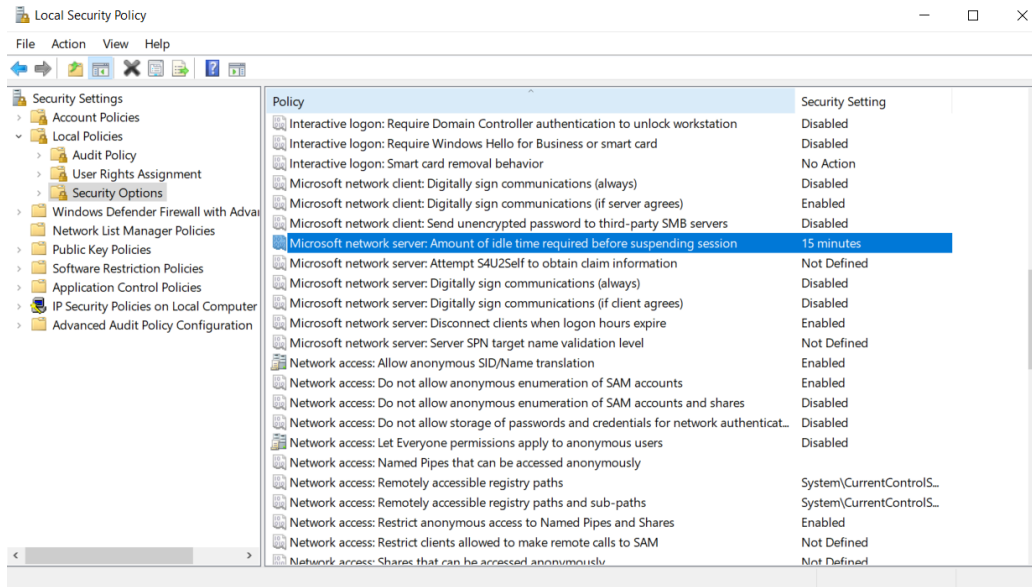 Local Security Policy
File Action View Help
Security Settings
Account Policies
Local Policies
Audit Policy
User Rights Assignment
Security Options
Windows Defender Firewall with Advar
Network List Manager Policies
Public Key Policies
Software Restriction Policies
Application Control Policies
IP Security Policies on Local Computer
Advanced Audit Policy Configuration
Policy Security Setting
Interactive logon: Require Domain Controller authentication to unlock workstation Disabled
Interactive logon: Require Windows Hello for Business or smart card Disabled
Interactive logon: Smart card removal behavior No Action
Microsoft network client: Digitally sign communications (always) Disabled
Microsoft network client: Digitally sign communications (if server agrees) Enabled
Microsoft network client: Send unencrypted password to third-party SMB servers Disabled
Microsoft network server: Amount of idle time required before suspending session 15 minutes
Microsoft network server: Attempt S4U2Self to obtain claim information Not Defined
Microsoft network server: Digitally sign communications (always) Disabled
Microsoft network server: Digitally sign communications (if client agrees) Disabled
Microsoft network server: Disconnect clients when logon hours expire Enabled
Microsoft network server: Server SPN target name validation level Not Defined
Network access: Allow anonymous SID/Name translation Enabled
Network access: Do not allow anonymous enumeration of SAM accounts Enabled
Network access: Do not allow anonymous enumeration of SAM accounts and shares Disabled
Network access: Do not allow storage of passwords and credentials for network authenticat... Disabled
Network access: Let Everyone permissions apply to anonymous users Disabled
Network access: Named Pipes that can be accessed anonymously
Network access: Remotely accessible registry paths System\CurrentControlS...
Network access: Remotely accessible registry paths and sub-paths System\CurrentControlS...
Network access: Restrict anonymous access to Named Pipes and Shares Enabled
Network access: Restrict clients allowed to make remote calls to SAM Not Defined
Network access: Shares that can be accessed anonymously Not Defined